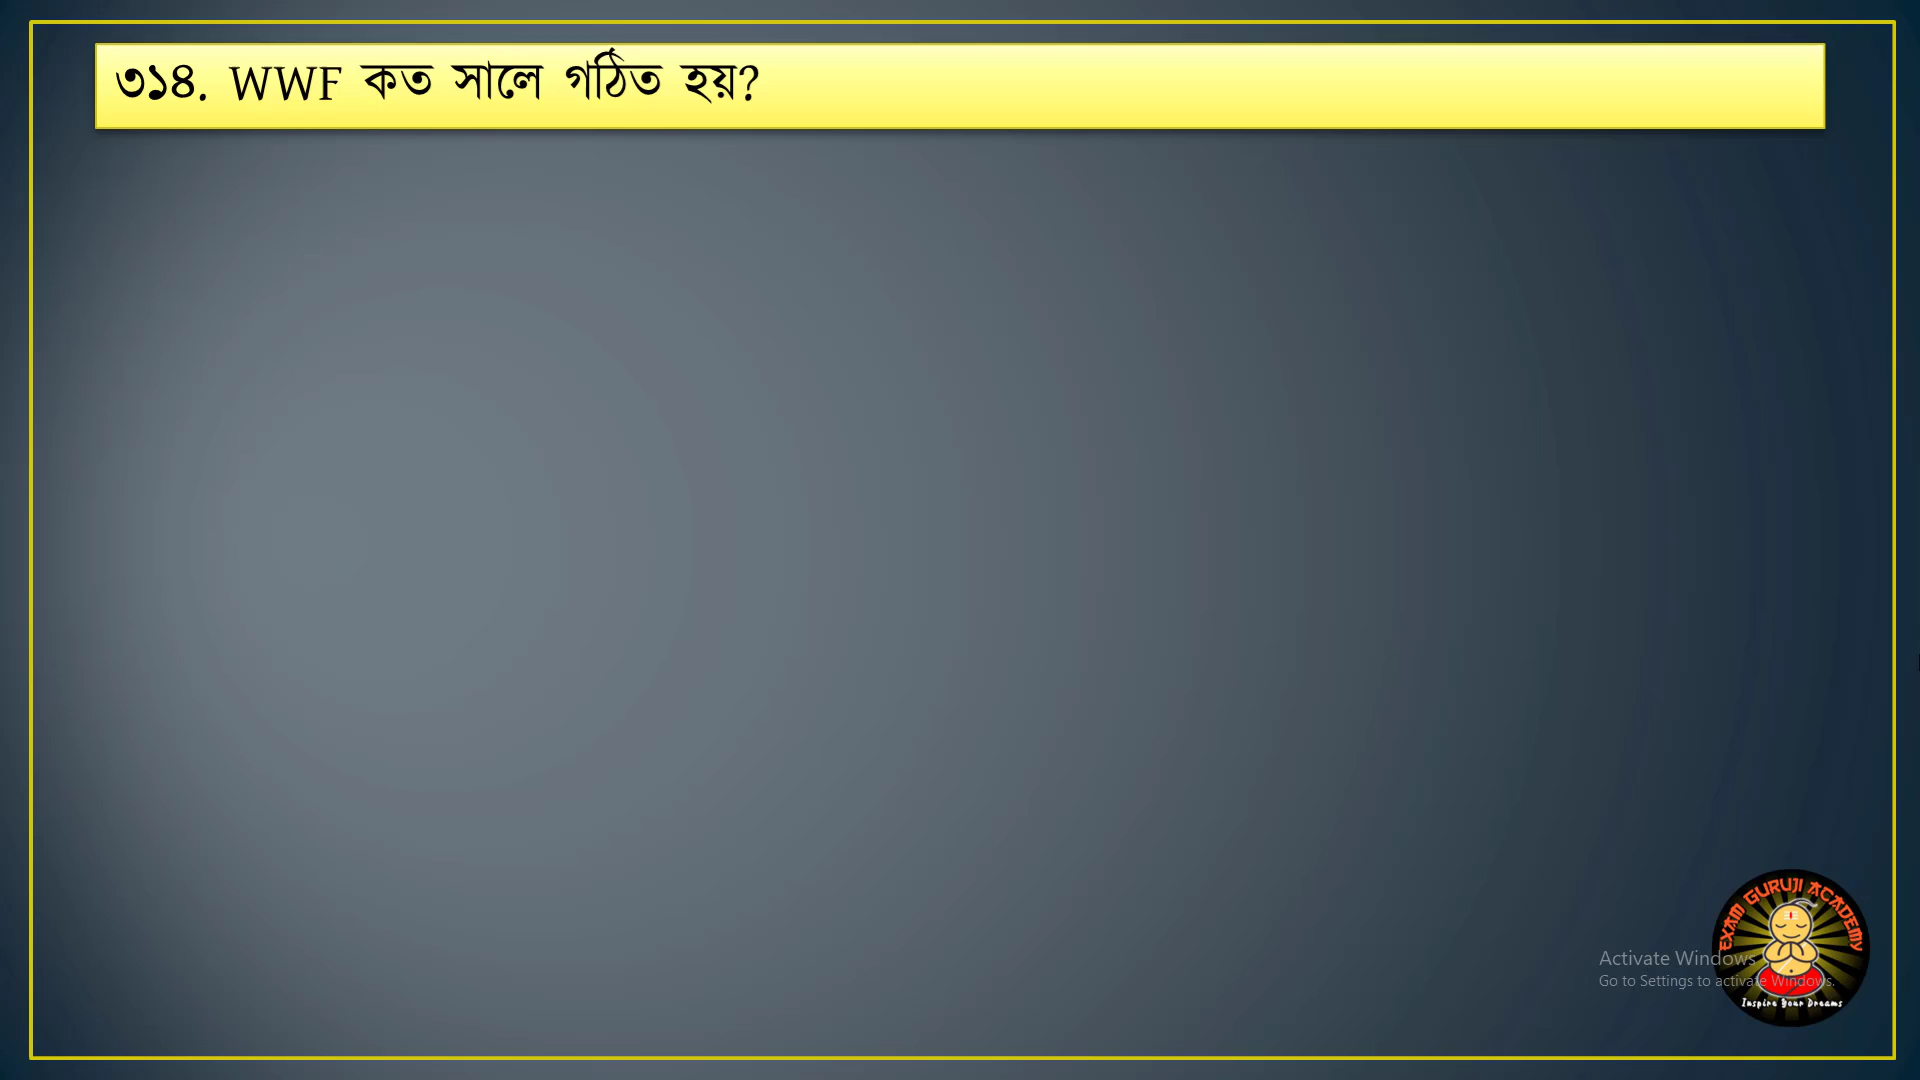 ৩১৪. WWF কত সালে গঠিত হয়?
EXAM GURUJI ACADEMY
Activate Windows
Go to Settings to activate Windows.
Inspire Your Dreams